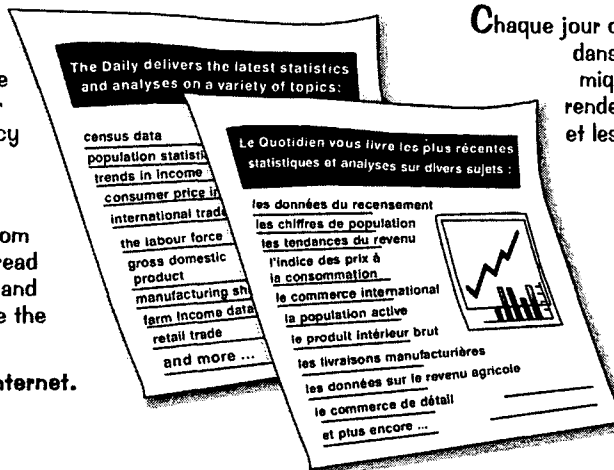 e
r
cy
om
read
and
e the
nternet.
The Daily delivers the latest statistics
and analyses on a variety of topics:
census data
population statisti
trends in income
consumer price in
international trade
the labour force
gross domestic
product
manufacturing sh
farm income data
retail trade
and more ...
Le Quotidien vous livre les plus récentes
statistiques et analyses sur divers sujets :
les données du recensement
les chiffres de population
les tendances du revenu
l'indice des prix à
la consommation
le commerce international
la population active
le produit intérieur brut
les livraisons manufacturières
les données sur le revenu agricole
le commerce de détail
et plus encore ...
Chaque jour
dans
miq
rende
et les